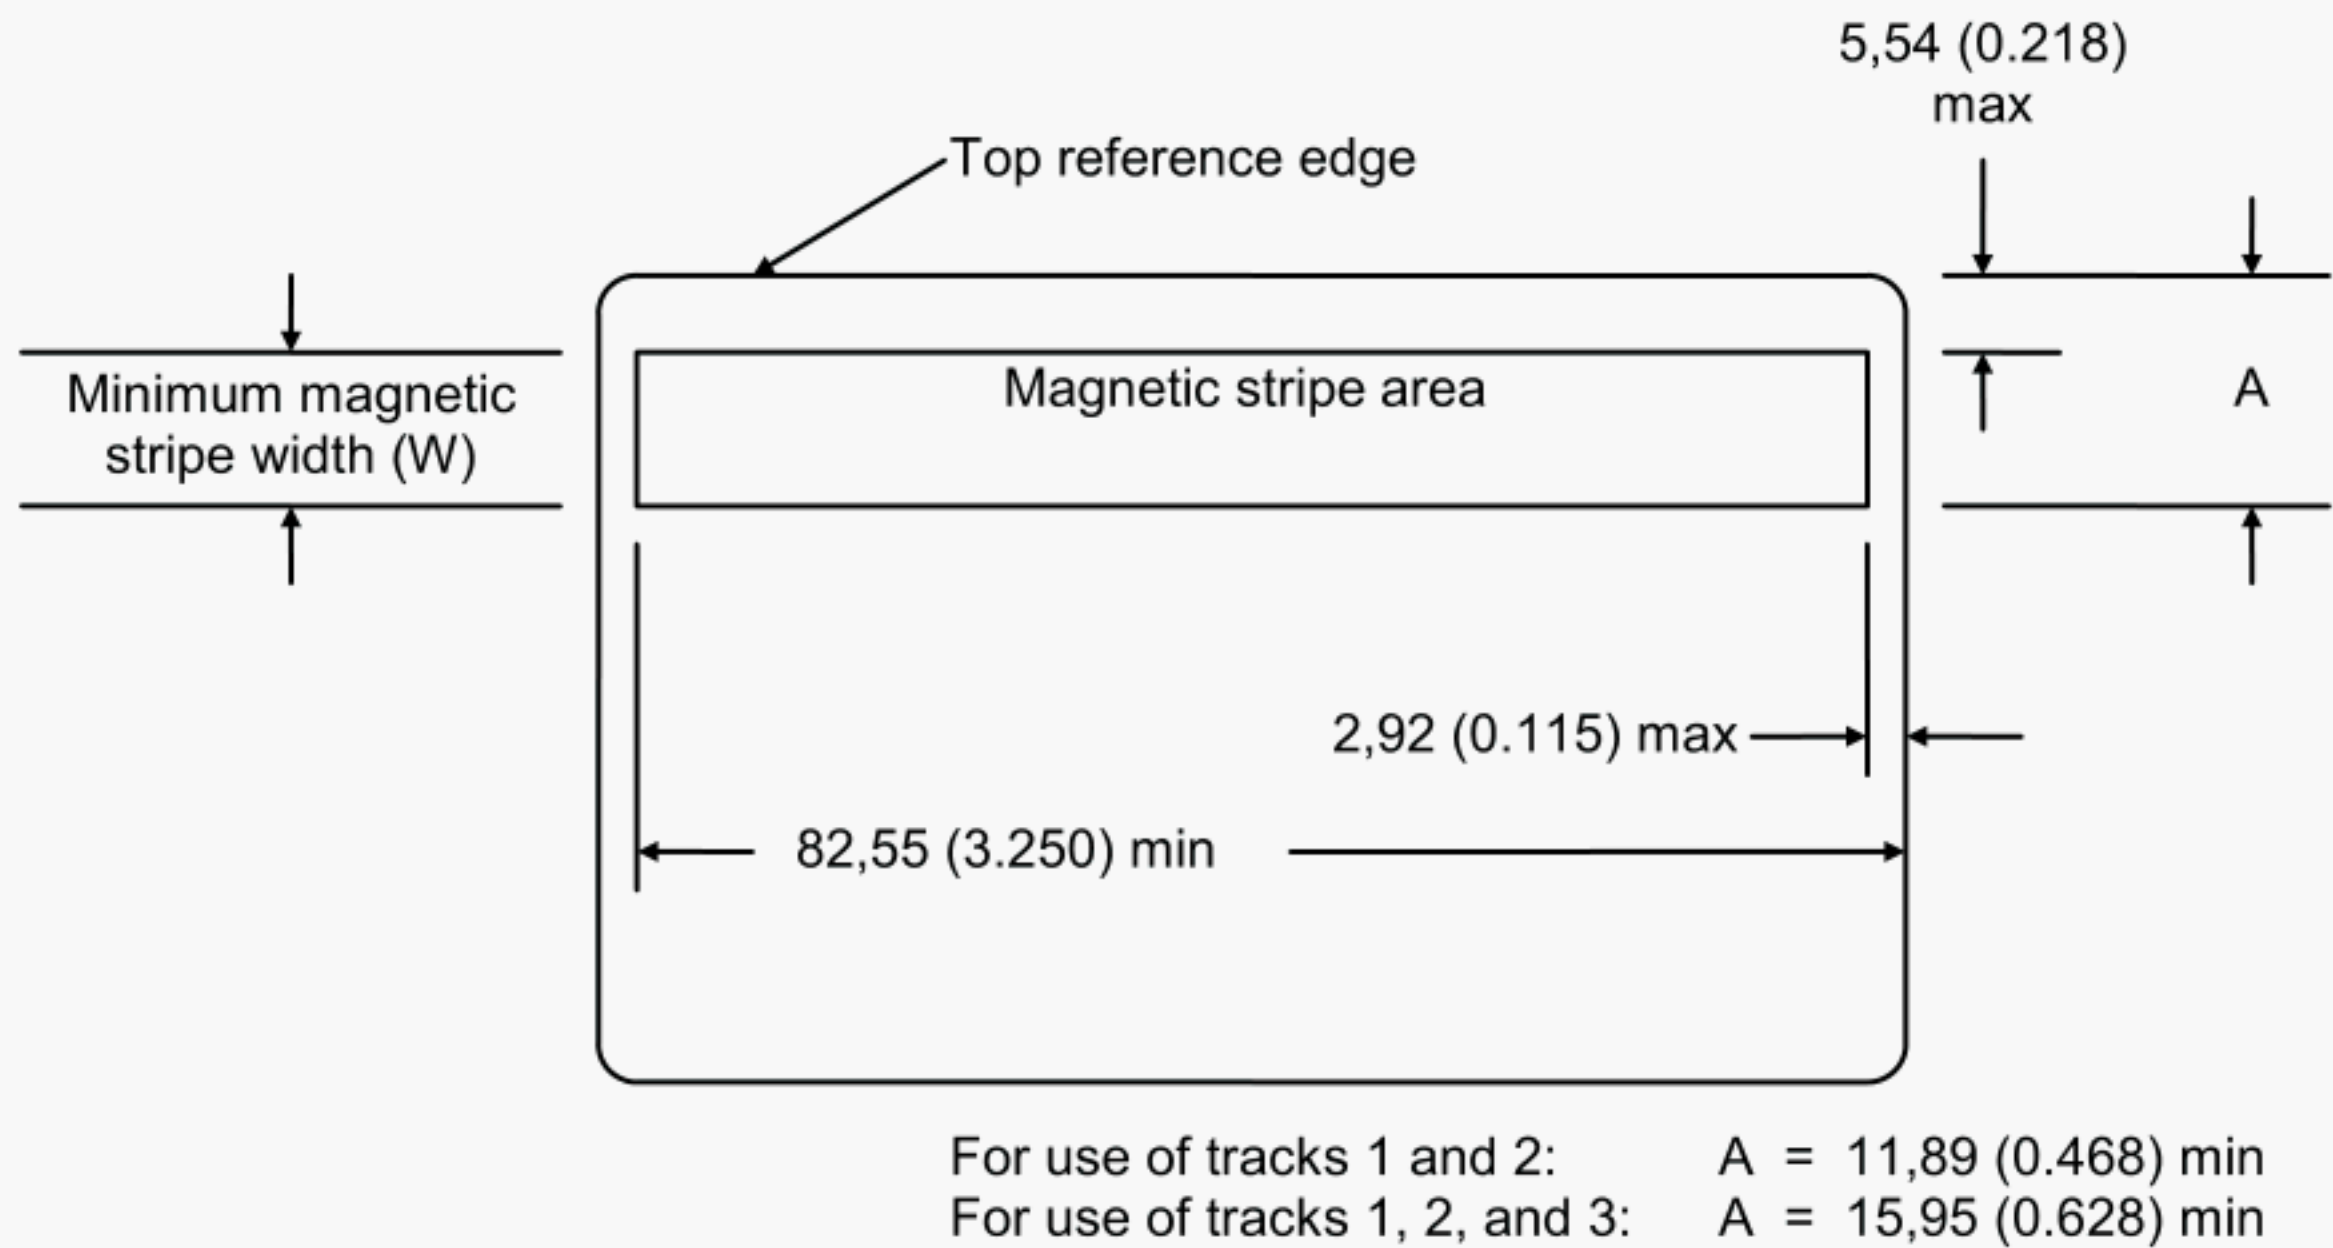 5,54 (0.218)
max
Top reference edge
Minimum magnetic
stripe width (W)
Magnetic stripe area
A
2,92 (0.115) max
82,55 (3.250) min
For use of tracks 1 and 2: A = 11,89 (0.468) min
For use of tracks 1, 2, and 3: A = 15,95 (0.628) min